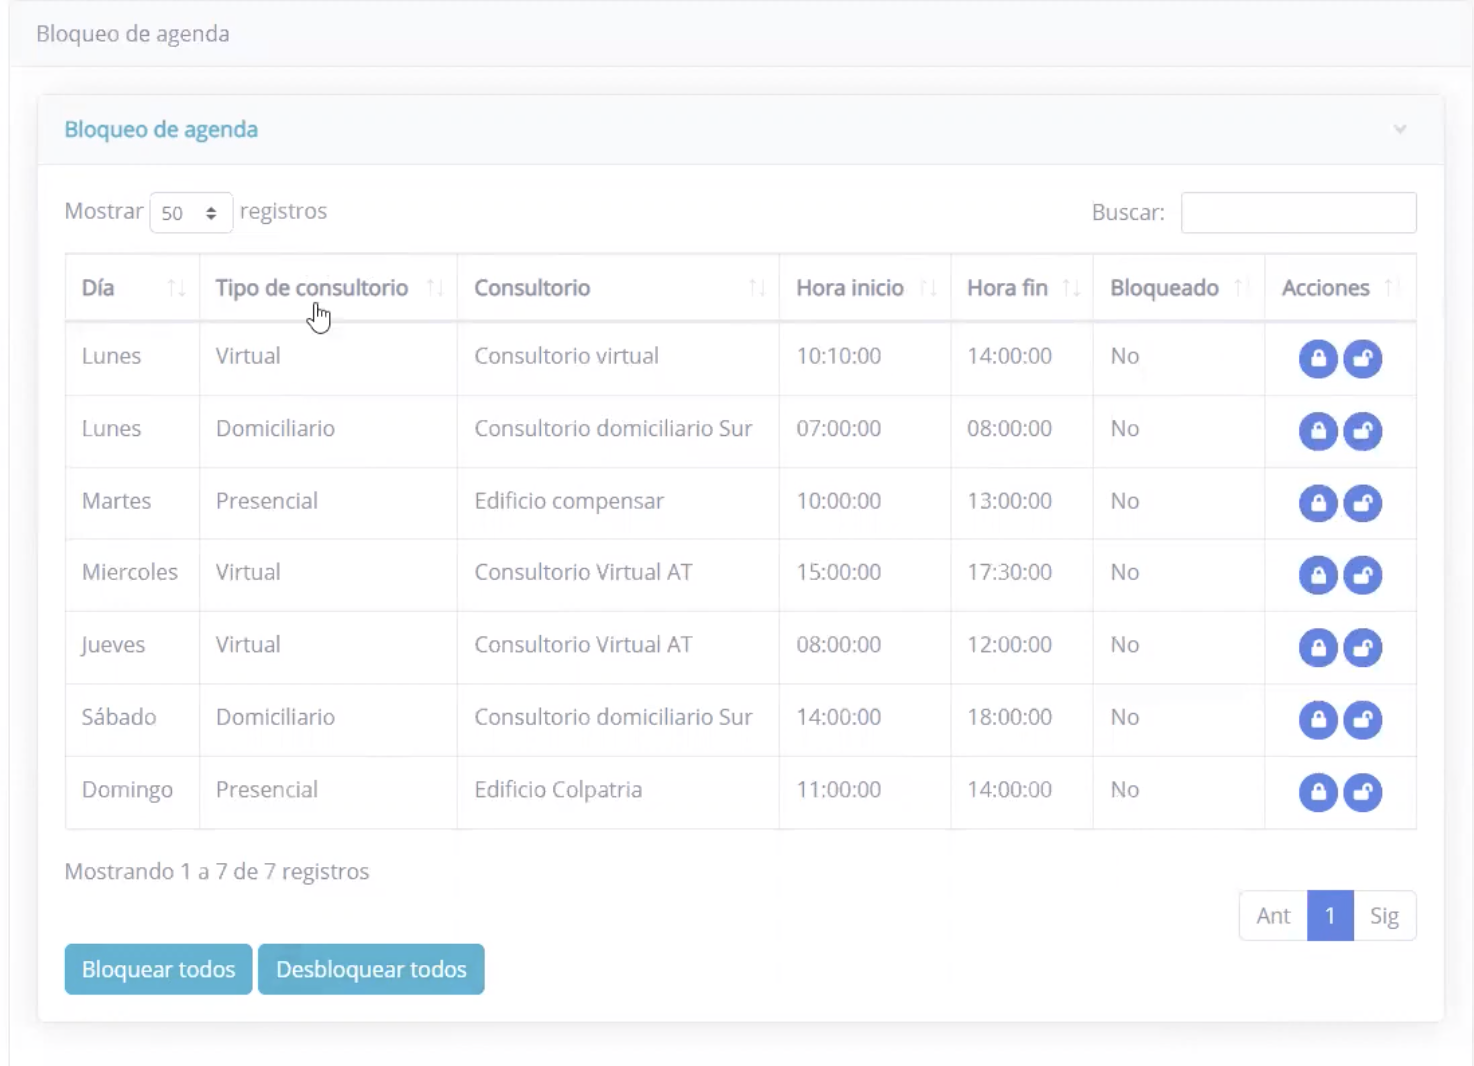 Bloqueo de agenda
Bloqueo de agenda
Mostrar 50 registros Buscar:
Día Tipo de consultorio Consultorio Hora inicio Hora fin Bloqueado Acciones
Lunes Virtual Consultorio virtual 10:10:00 14:00:00 No
Lunes Domiciliario Consultorio domiciliario Sur 07:00:00 08:00:00 No
Martes Presencial Edificio compensar 10:00:00 13:00:00 No
Miercoles Virtual Consultorio Virtual AT 15:00:00 17:30:00 No
Jueves Virtual Consultorio Virtual AT 08:00:00 12:00:00 No
Sábado Domiciliario Consultorio domiciliario Sur 14:00:00 18:00:00 No
Domingo Presencial Edificio Colpatria 11:00:00 14:00:00 No
Mostrando 1 a 7 de 7 registros
Ant 1 Sig
Bloquear todos Desbloquear todos